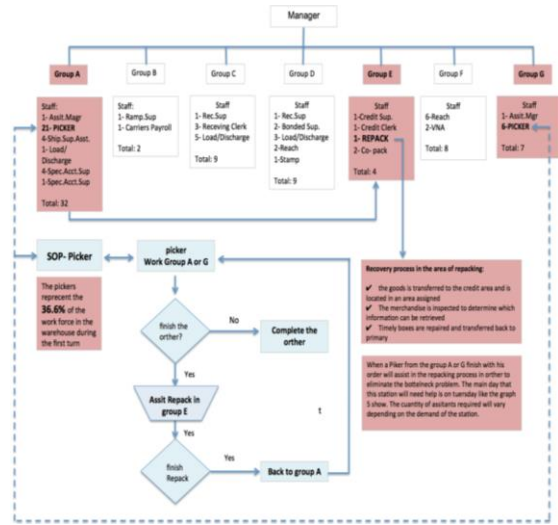 Manager
Group A
Group B
Group C
Group D
Group E
Group F
Group G
Staff:
1- Assit.Magr
21- PICKER
4-Ship.Sup.Asst.
1- Load/
Discharge
4-Spec.Acct.Sup
1-Spec.Acct.Sup
Total: 32
Staff:
1- Ramp.Sup
1- Carriers Payroll
Total: 2
Staff
1- Rec.Sup
3- Receving Clerk
5- Load/Discharge
Total: 9
Staff
1- Rec.Sup
2- Bonded Sup.
3- Load/Discharge
2-Reach
1-Stamp
Total: 9
Staff
1-Credit Sup.
1- Credit Clerk
1- REPACK
2- Co- pack
Total: 4
Staff
6-Reach
2-VNA
Total: 8
Staff
1- Assit.Mgr
6-PICKER
Total: 7
SOP- Picker
picker
Work Group A or G
The pickers
reprecent the
36.6% of the
work force in
the warehouse
during the
first turn
finish the
orther?
No
Complete the
orther
Yes
Assit Repack in
group E
t
finish
Repack
Yes
Back to group A
Recovery process in the area of repacking:
✔ the goods is transferred to the credit area and is
located in an area assigned
✔ The merchandise is inspected to determine which
information can be retrieved
✔ Timely boxes are repaired and transferred back to
primary
When a Piker from the group A or G finish with his
order will assist in the repacking process in orther to
eliminate the bottelneck problem. The main day that
this station will need help is on tuesday like the graph
5 show. The cuantity of asistants required will vary
depending on the demand of the station.